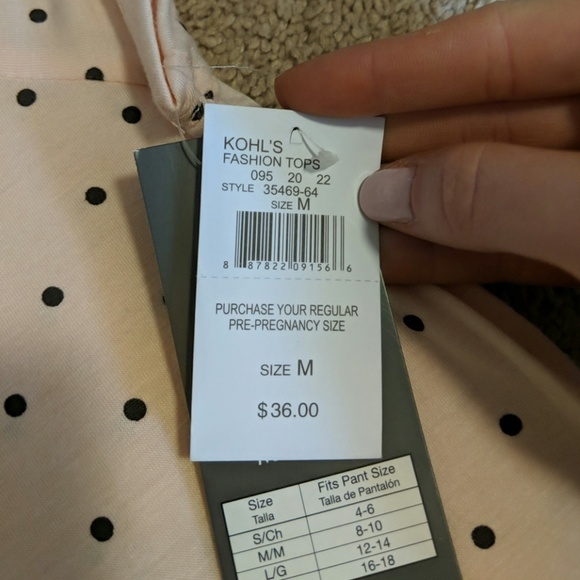 KOHL'S
FASHION TOPS
095 20 22
STYLE 35469-64
SIZE M
8 87822 09156 6
PURCHASE YOUR REGULAR
PRE-PREGNANCY SIZE
SIZE M
$36.00
Size Fits Pant Size
Talla Talla de Pantalón
S/Ch 4-6
M/M 8-10
L/G 12-14
16-18